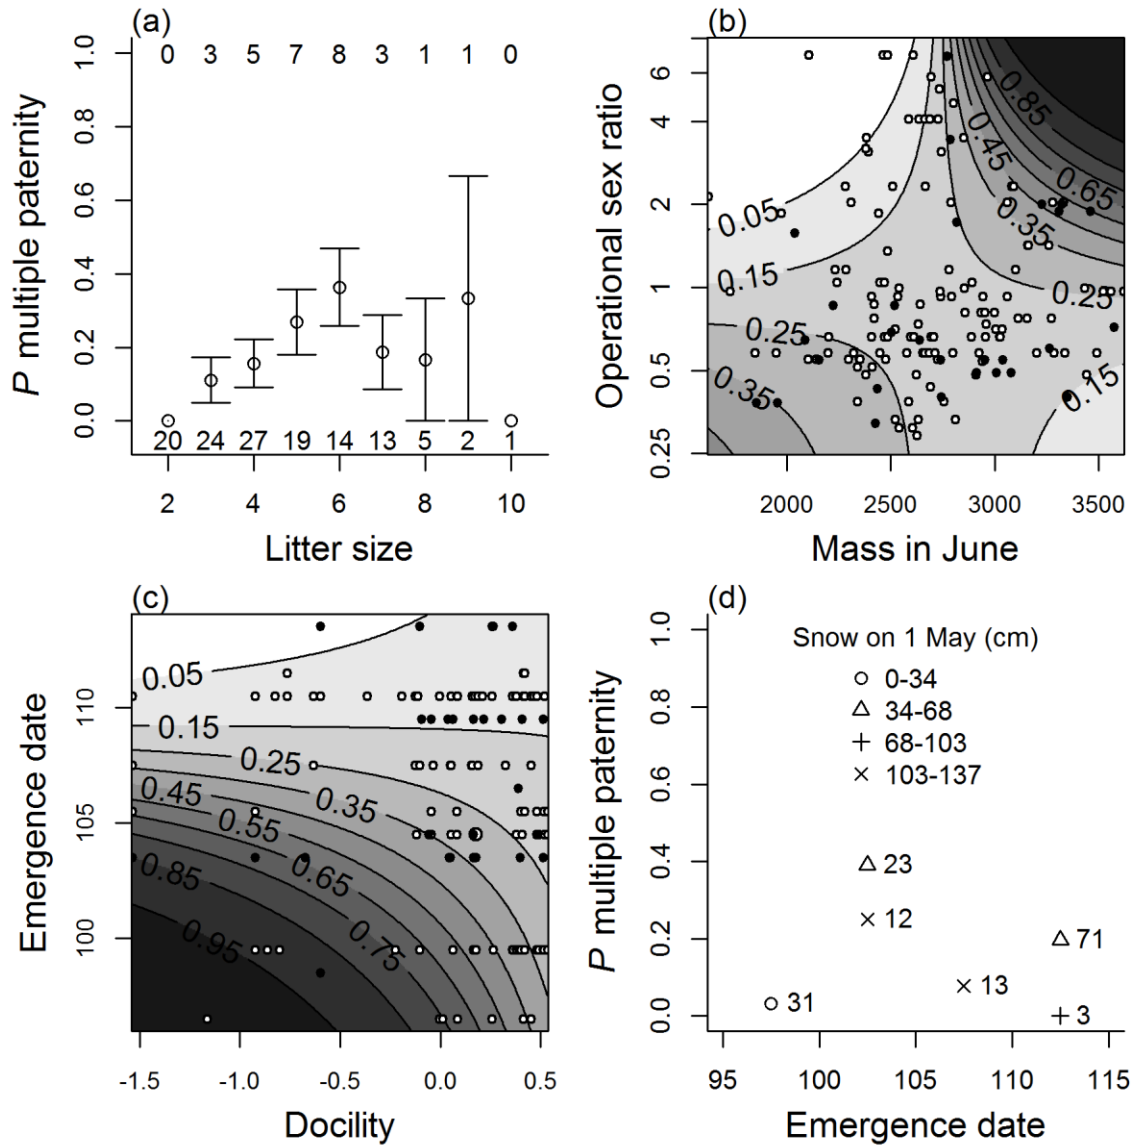 (a)
0 3 5 7 8 3 1 1 0
1.0
0.8
0.6
0.4
0.2
0.0
P multiple paternity
20 24 27 19 14 13 5 2 1
2 4 6 8 10
Litter size
(b)
6
4
2
1
0.5
0.25
Operational sex ratio
0.85
0.45
0.65
0.05
0.35
0.15
0.25
0.25
0.35
0.15
2000 2500 3000 3500
Mass in June
(c)
110
105
100
Emergence date
0.05
0.15
0.25
0.45
0.35
0.55
0.65
0.85
0.75
0.95
-1.5 -1.0 -0.5 0.0 0.5
Docility
(d)
1.0
0.8
0.6
0.4
0.2
0.0
P multiple paternity
Snow on 1 May (cm)
0-34
34-68
68-103
103-137
23
12
71
13
31
3
95 100 105 110 115
Emergence date